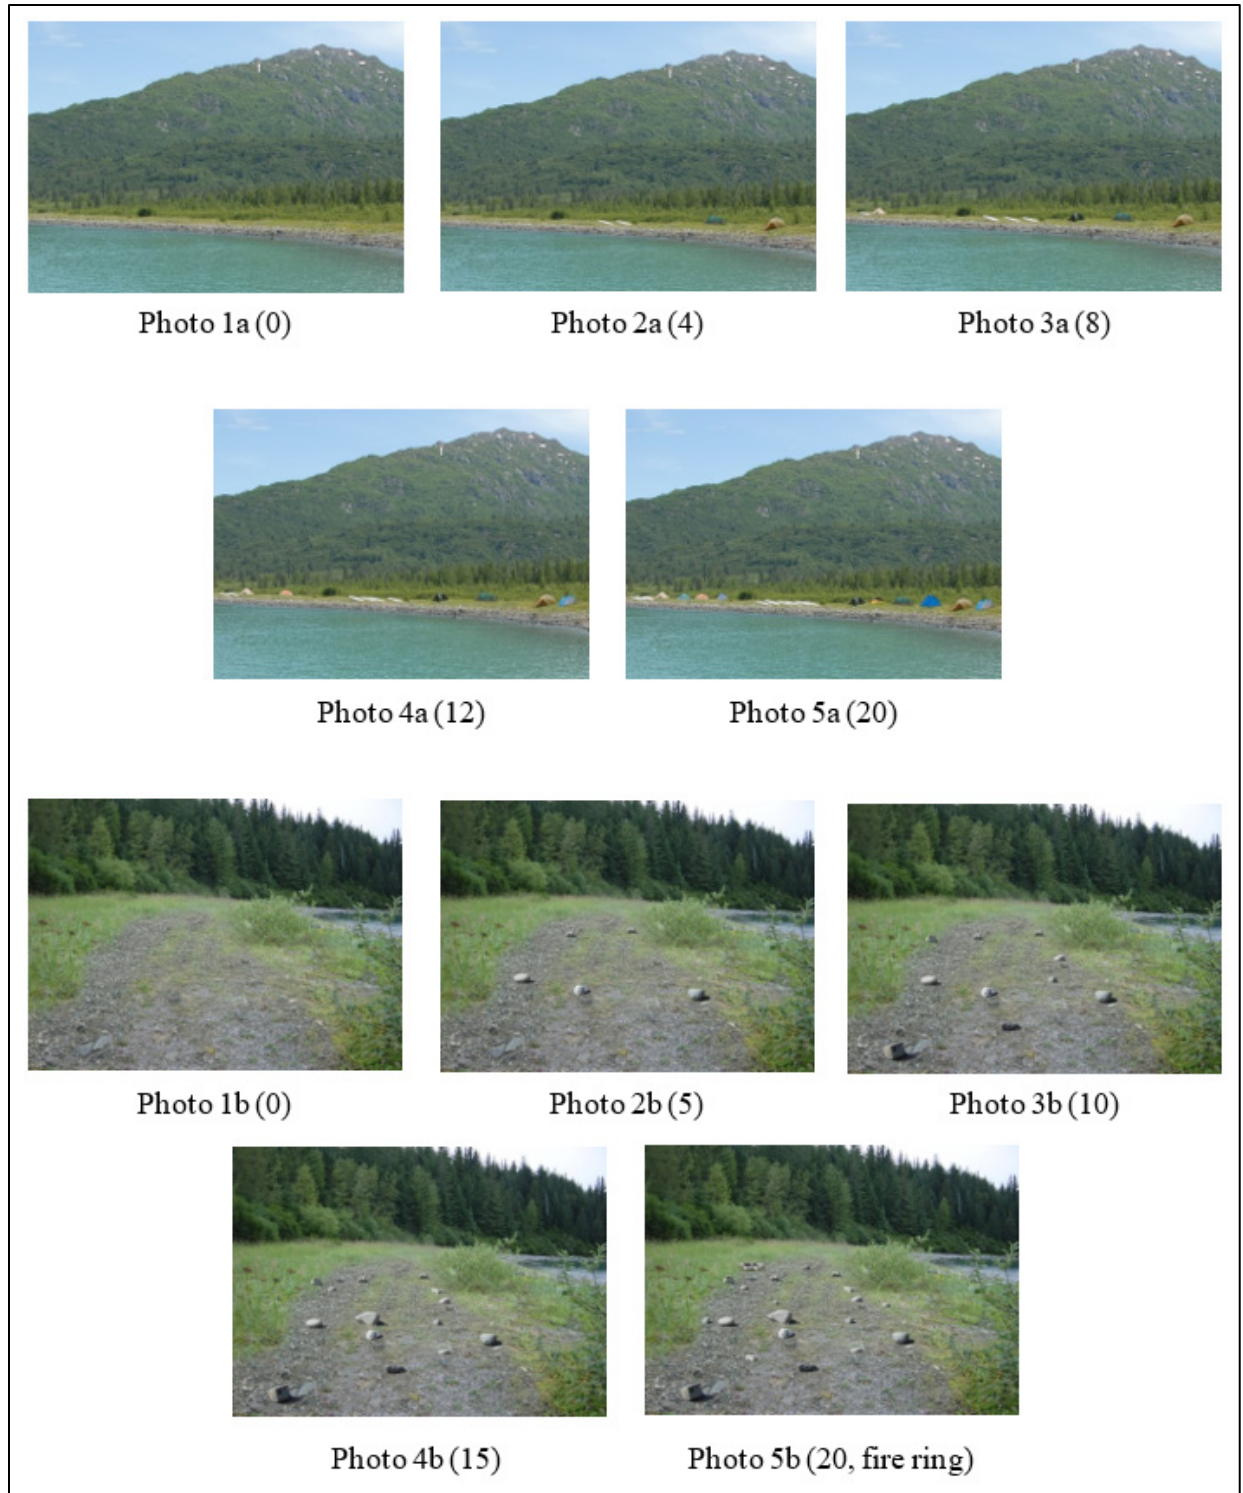 Photo 1a (0)
Photo 2a (4)
Photo 3a (8)
Photo 4a (12)
Photo 5a (20)
Photo 1b (0)
Photo 2b (5)
Photo 3b (10)
Photo 4b (15)
Photo 5b (20, fire ring)